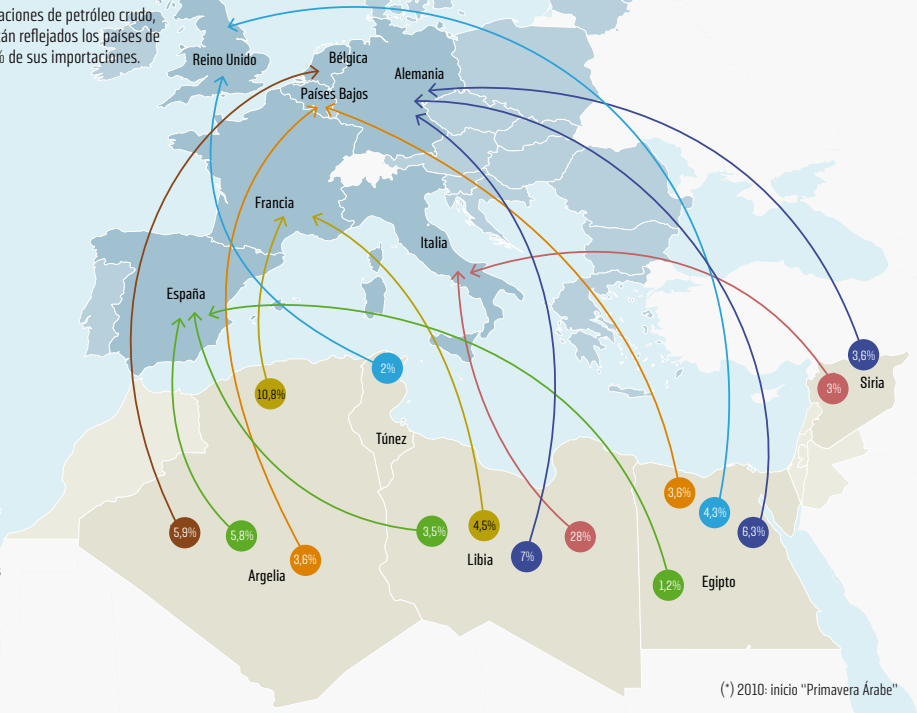 aciones de petróleo crudo,
án reflejados los países de
% de sus importaciones.
Reino Unido
Bélgica
Alemania
Países Bajos
Francia
Italia
España
3,6%
2%
3%
Siria
10,8%
Túnez
3,6%
4,3%
4,5%
5,9%
5,8%
3,5%
28%
6,3%
3,6%
Libia
7%
Argelia
1,2%
Egipto
(*) 2010: inicio "Primavera Árabe"